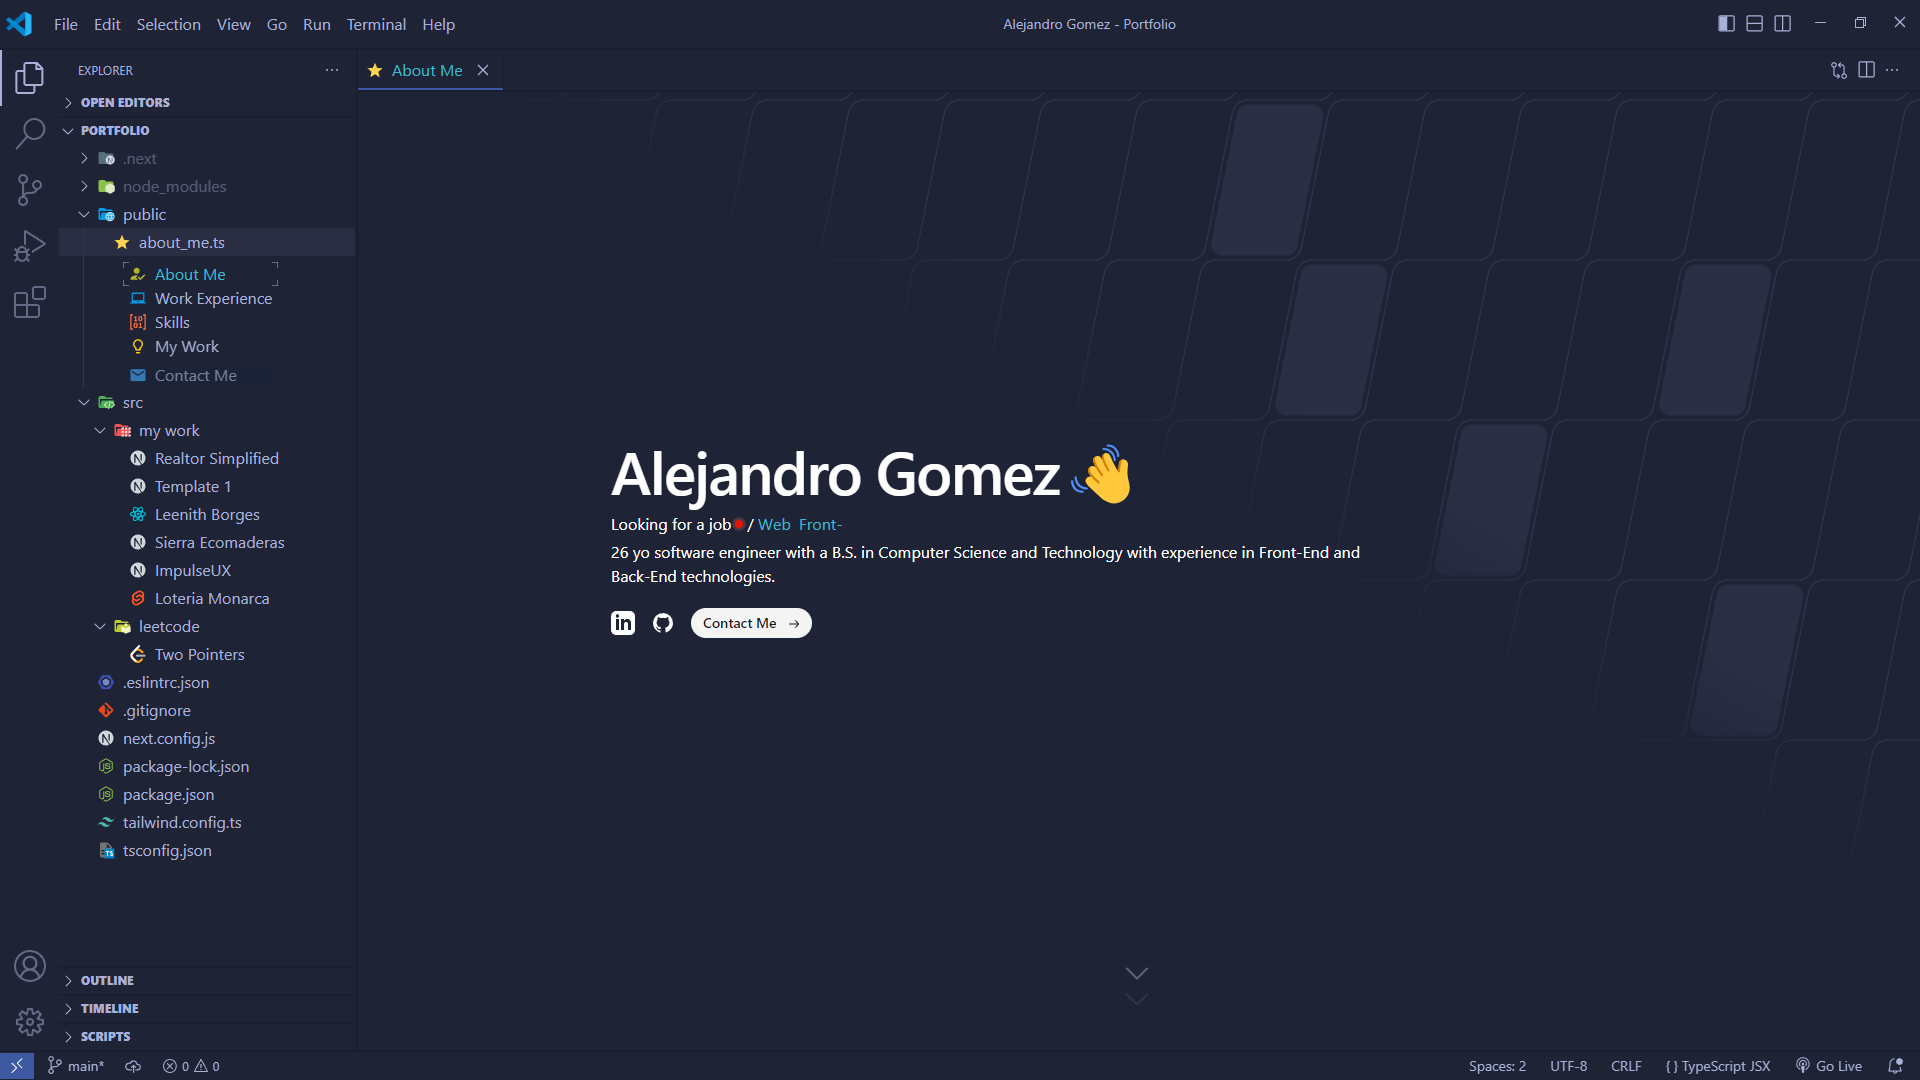 File Edit Selection View Go Run Terminal Help
Alejandro Gomez - Portfolio
EXPLORER
OPEN EDITORS
PORTFOLIO
.next
node_modules
public
about_me.ts
About Me
Work Experience
Skills
My Work
Contact Me
src
my work
Realtor Simplified
Template 1
Leenith Borges
Sierra Ecomaderas
ImpulseUX
Loteria Monarca
leetcode
Two Pointers
.eslintrc.json
.gitignore
next.config.js
package-lock.json
package.json
tailwind.config.ts
tsconfig.json
OUTLINE
TIMELINE
SCRIPTS
About Me
Alejandro Gomez 👋
Looking for a job / Web Front-
26 yo software engineer with a B.S. in Computer Science and Technology with experience in Front-End and
Back-End technologies.
Contact Me →
main* 0 0
Spaces: 2 UTF-8 CRLF { } TypeScript JSX Go Live